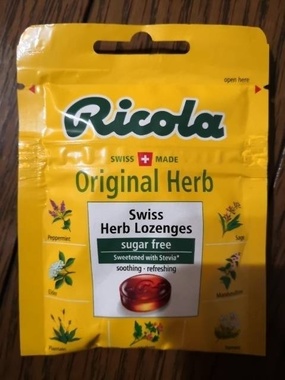 open here
Ricola
SWISS MADE
Original Herb
Swiss
Herb Lozenges
sugar free
Sweetened with Stevia*
soothing - refreshing
Peppermint
Sage
Elder